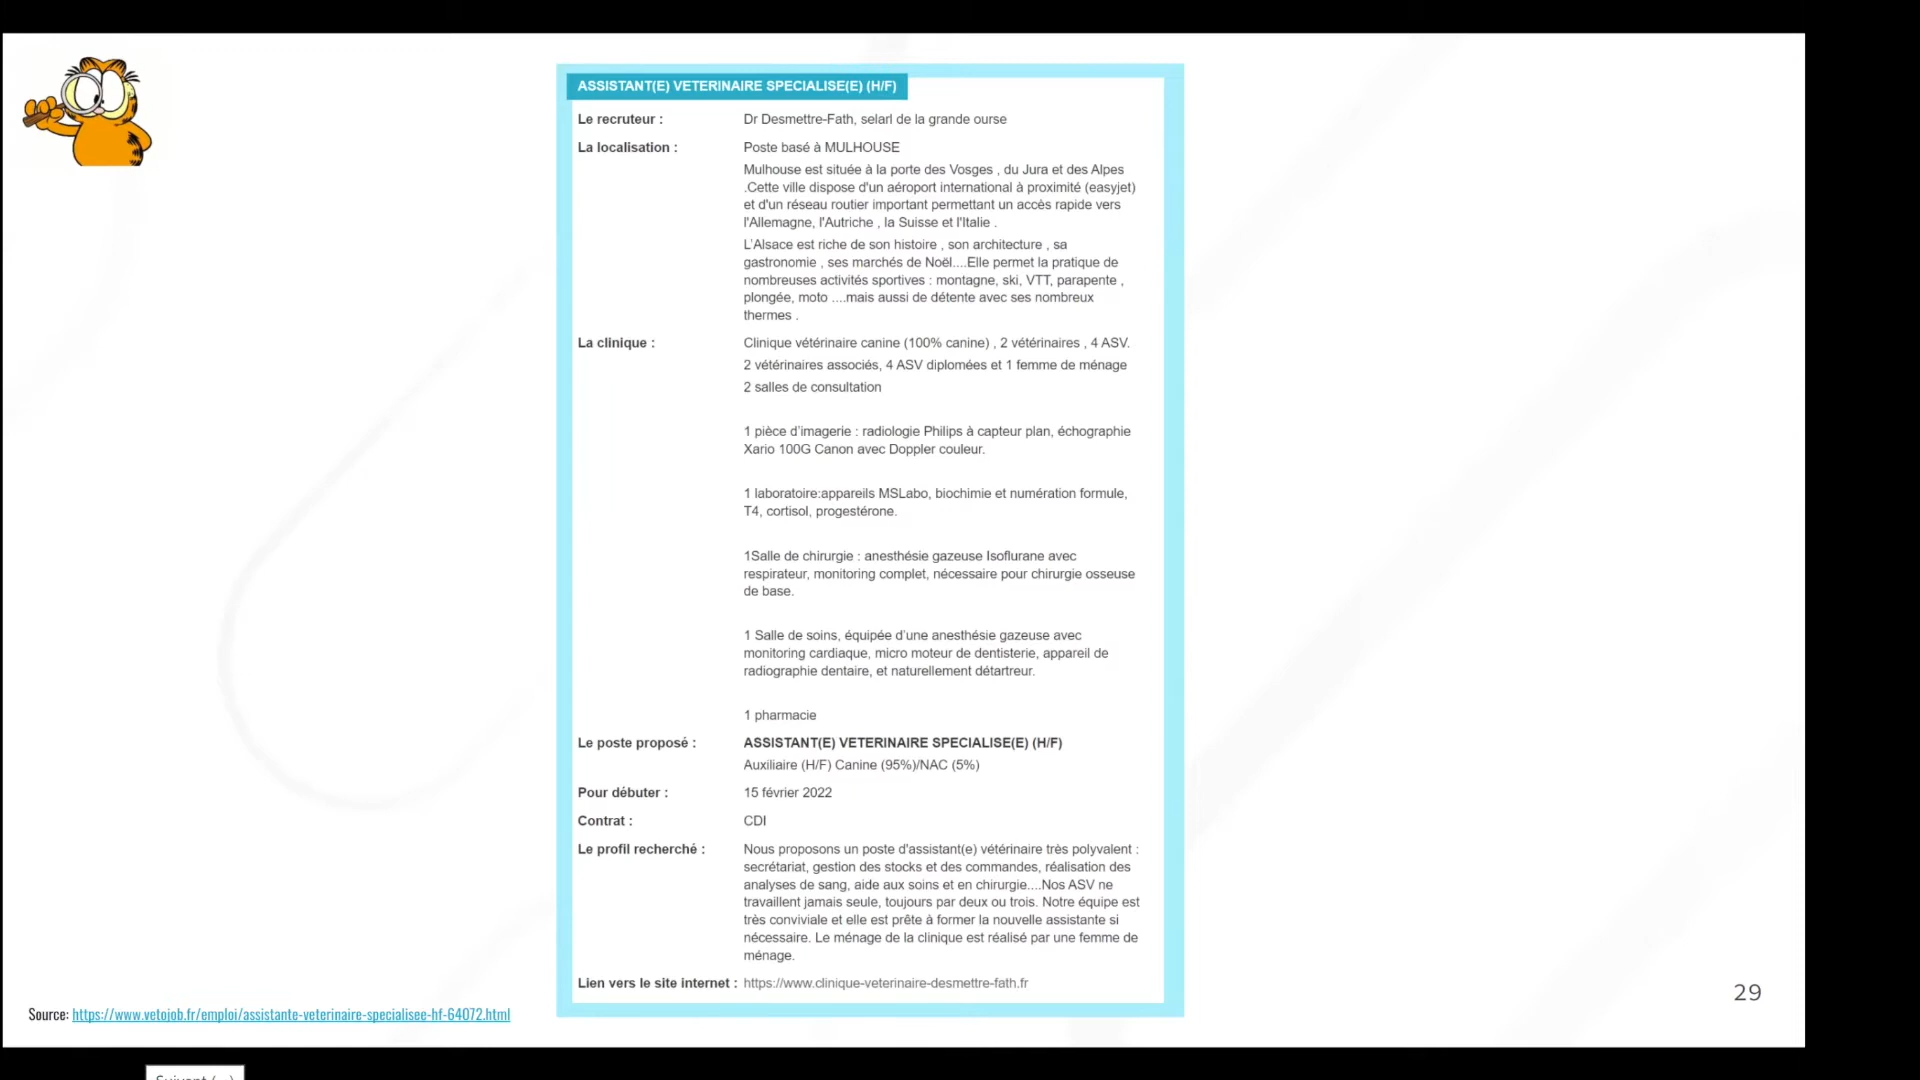 ASSISTANT(E) VETERINAIRE SPECIALISE(E) (H/F)
Le recruteur : Dr Desmettre-Fath, selarl de la grande ourse
La localisation : Poste basé à MULHOUSE
Mulhouse est située à la porte des Vosges , du Jura et des Alpes
.Cette ville dispose d'un aéroport international à proximité (easyjet)
et d'un réseau routier important permettant un accès rapide vers
l'Allemagne, l'Autriche , la Suisse et l'Italie .
L'Alsace est riche de son histoire , son architecture , sa
gastronomie , ses marchés de Noël....Elle permet la pratique de
nombreuses activités sportives : montagne, ski, VTT, parapente ,
plongée, moto ....mais aussi de détente avec ses nombreux
thermes .
La clinique : Clinique vétérinaire canine (100% canine) , 2 vétérinaires , 4 ASV.
2 vétérinaires associés, 4 ASV diplomées et 1 femme de ménage
2 salles de consultation
1 pièce d'imagerie : radiologie Philips à capteur plan, échographie
Xario 100G Canon avec Doppler couleur.
1 laboratoire:appareils MSLabo, biochimie et numération formule,
T4, cortisol, progestérone.
1Salle de chirurgie : anesthésie gazeuse Isoflurane avec
respirateur, monitoring complet, nécessaire pour chirurgie osseuse
de base.
1 Salle de soins, équipée d'une anesthésie gazeuse avec
monitoring cardiaque, micro moteur de dentisterie, appareil de
radiographie dentaire, et naturellement détartreur.
1 pharmacie
Le poste proposé : ASSISTANT(E) VETERINAIRE SPECIALISE(E) (H/F)
Auxiliaire (H/F) Canine (95%)/NAC (5%)
Pour débuter : 15 février 2022
Contrat : CDI
Le profil recherché : Nous proposons un poste d'assistant(e) vétérinaire très polyvalent :
secrétariat, gestion des stocks et des commandes, réalisation des
analyses de sang, aide aux soins et en chirurgie....Nos ASV ne
travaillent jamais seule, toujours par deux ou trois. Notre équipe est
très conviviale et elle est prête à former la nouvelle assistante si
nécessaire. Le ménage de la clinique est réalisé par une femme de
ménage.
Lien vers le site internet : https://www.clinique-veterinaire-desmettre-fath.fr
29
Source: https://www.vetojob.fr/emploi/assistante-veterinaire-specialisee-hf-64072.html